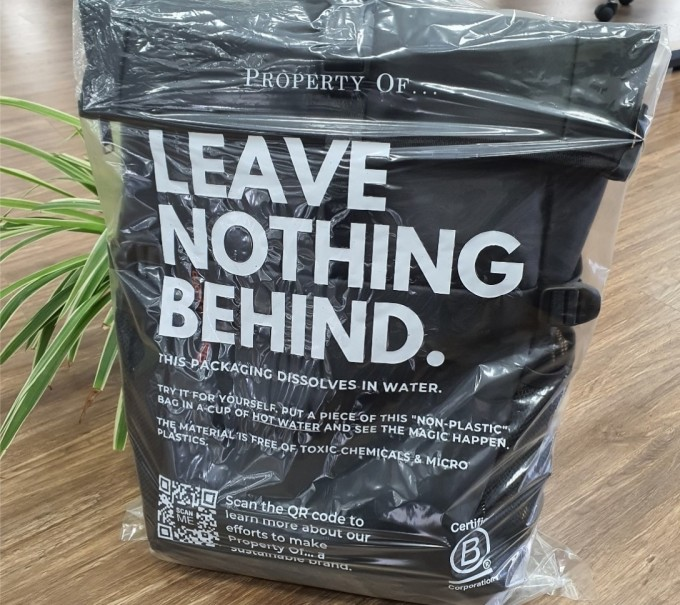 PROPERTY OF...
LEAVE
NOTHING
BEHIND.
THIS PACKAGING DISSOLVES IN WATER.
TRY IT FOR YOURSELF, PUT A PIECE OF THIS "NON-PLASTIC"
BAG IN A CUP OF HOT WATER AND SEE THE MAGIC HAPPEN.
THE MATERIAL IS FREE OF TOXIC CHEMICALS & MICRO
PLASTICS.
SCAN
ME
Scan the QR code to
learn more about our
efforts to make
Property Of... a
sustainable brand.
Certifi
B
Corporation